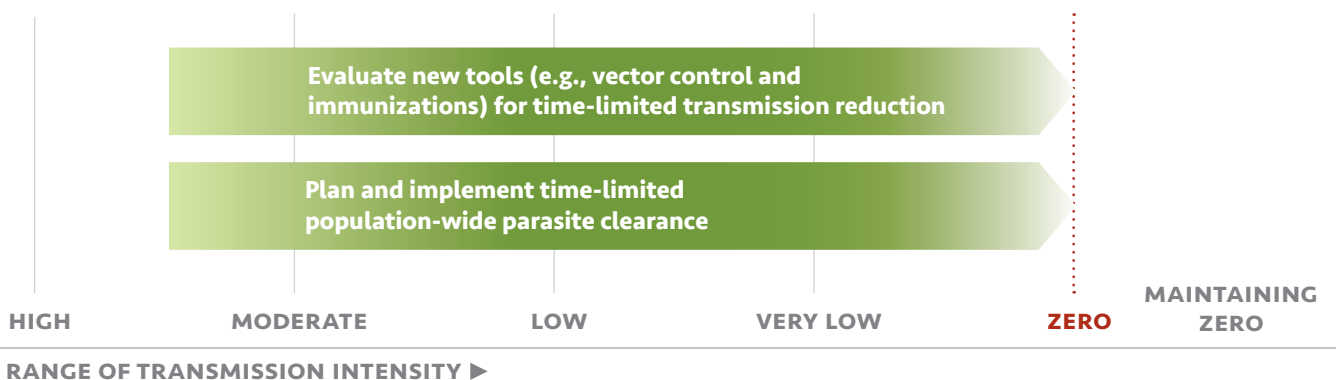 Evaluate new tools (e.g., vector control and
immunizations) for time-limited transmission reduction
Plan and implement time-limited
population-wide parasite clearance
HIGH
MODERATE
LOW
VERY LOW
ZERO
MAINTAINING
ZERO
RANGE OF TRANSMISSION INTENSITY ▶